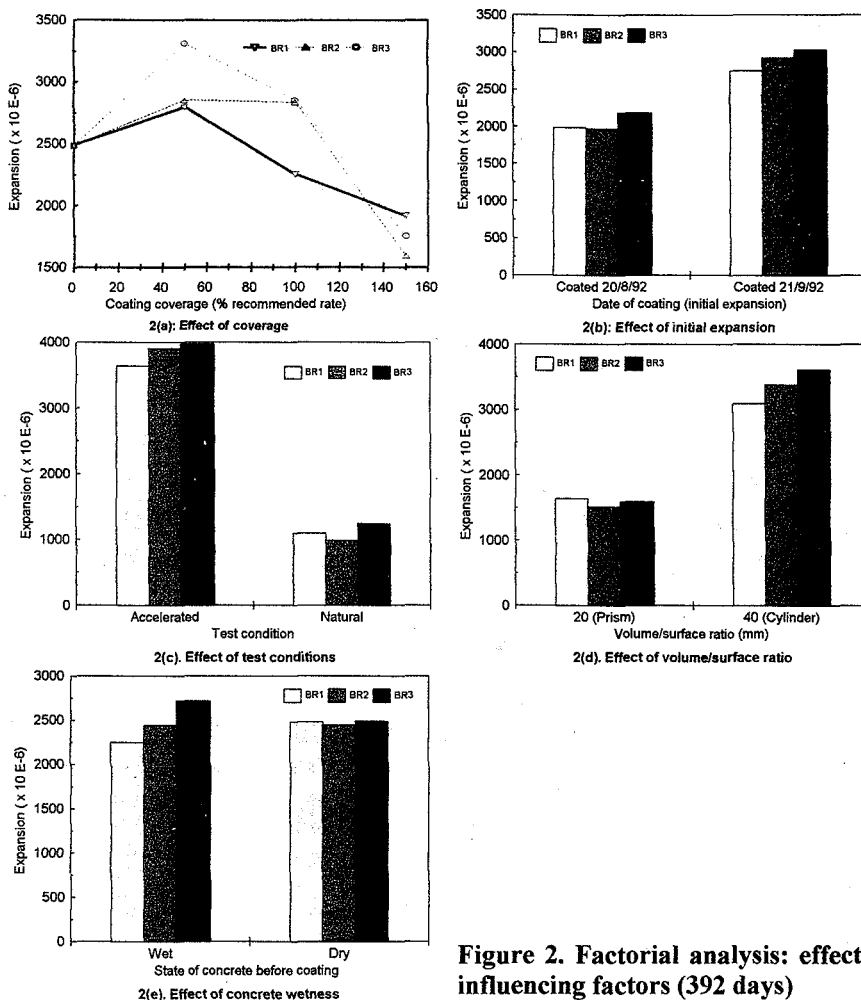 3500
3000
2500
2000
1500
Expansion ( x 10 E-6)
BR1 BR2 BR3
0 20 40 60 80 100 120 140 160
Coating coverage (% recommended rate)
2(a): Effect of coverage
3500
3000
2500
2000
1500
1000
500
0
Expansion ( x 10 E-6)
BR1 BR2 BR3
Coated 20/8/92 Coated 21/9/92
Date of coating (initial expansion)
2(b): Effect of initial expansion
4000
3000
2000
1000
0
Expansion ( x 10 E-6)
BR1 BR2 BR3
Accelerated Natural
Test condition
2(c). Effect of test conditions
4000
3000
2000
1000
0
Expansion ( x 10 E-6)
BR1 BR2 BR3
20 (Prism) 40 (Cylinder)
Volume/surface ratio (mm)
2(d). Effect of volume/surface ratio
3000
2500
2000
1500
1000
500
0
Expansion ( x 10 E-6)
BR1 BR2 BR3
Wet Dry
State of concrete before coating
2(e). Effect of concrete wetness
Figure 2. Factorial analysis: effect
influencing factors (392 days)